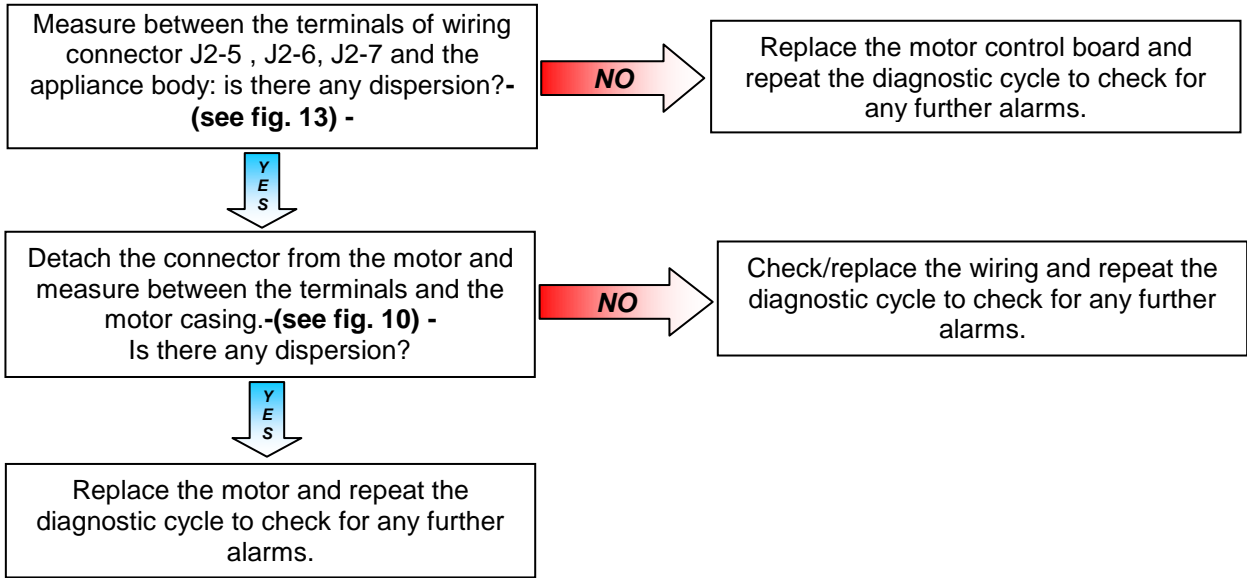 Measure between the terminals of wiring
connector J2-5 , J2-6, J2-7 and the
appliance body: is there any dispersion?-
(see fig. 13) -
NO
Replace the motor control board and
repeat the diagnostic cycle to check for
any further alarms.
YES
Detach the connector from the motor and
measure between the terminals and the
motor casing.-(see fig. 10) -
Is there any dispersion?
NO
Check/replace the wiring and repeat the
diagnostic cycle to check for any further
alarms.
YES
Replace the motor and repeat the
diagnostic cycle to check for any further
alarms.